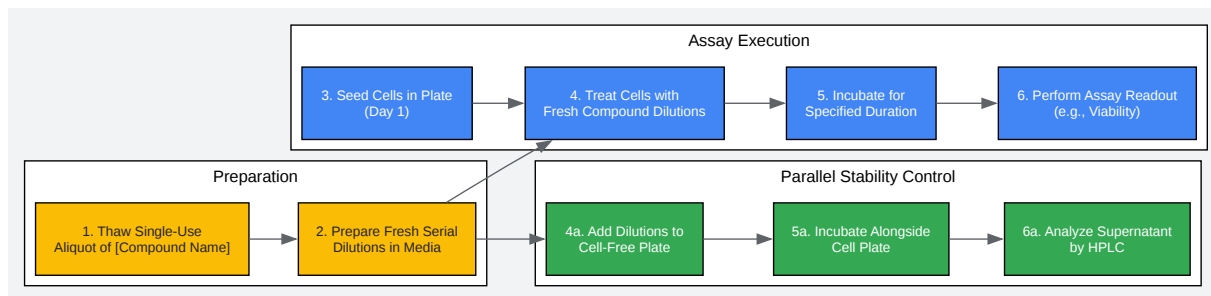 Assay Execution
3. Seed Cells in Plate
(Day 1)
4. Treat Cells with
Fresh Compound Dilutions
5. Incubate for
Specified Duration
6. Perform Assay Readout
(e.g., Viability)
Preparation
1. Thaw Single-Use
Aliquot of [Compound Name]
2. Prepare Fresh Serial
Dilutions in Media
Parallel Stability Control
4a. Add Dilutions to
Cell-Free Plate
5a. Incubate Alongside
Cell Plate
6a. Analyze Supernatant
by HPLC